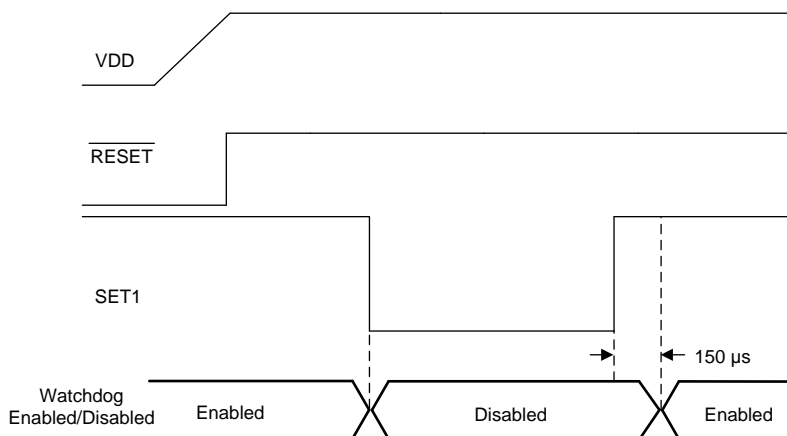 VDD
RESET
SET1
150 µs
Watchdog
Enabled/Disabled
Enabled
Disabled
Enabled